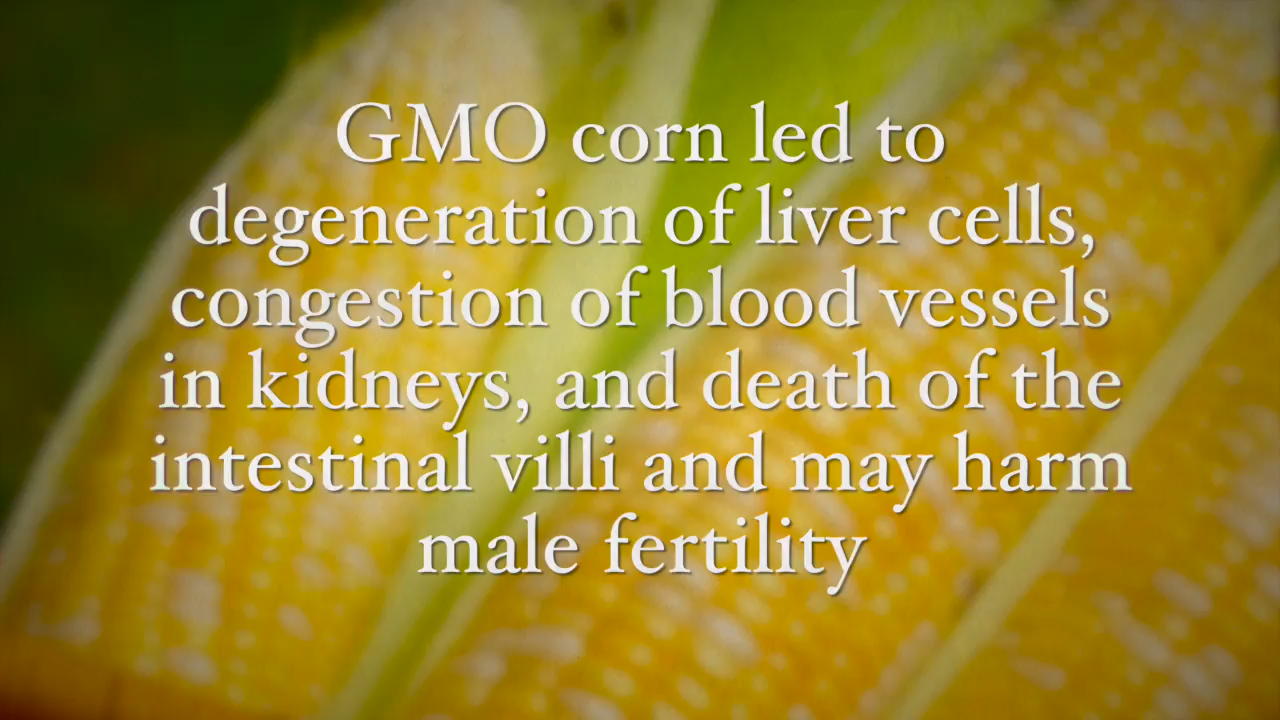 GMO corn led to
degeneration of liver cells,
congestion of blood vessels
in kidneys, and death of the
intestinal villi and may harm
male fertility